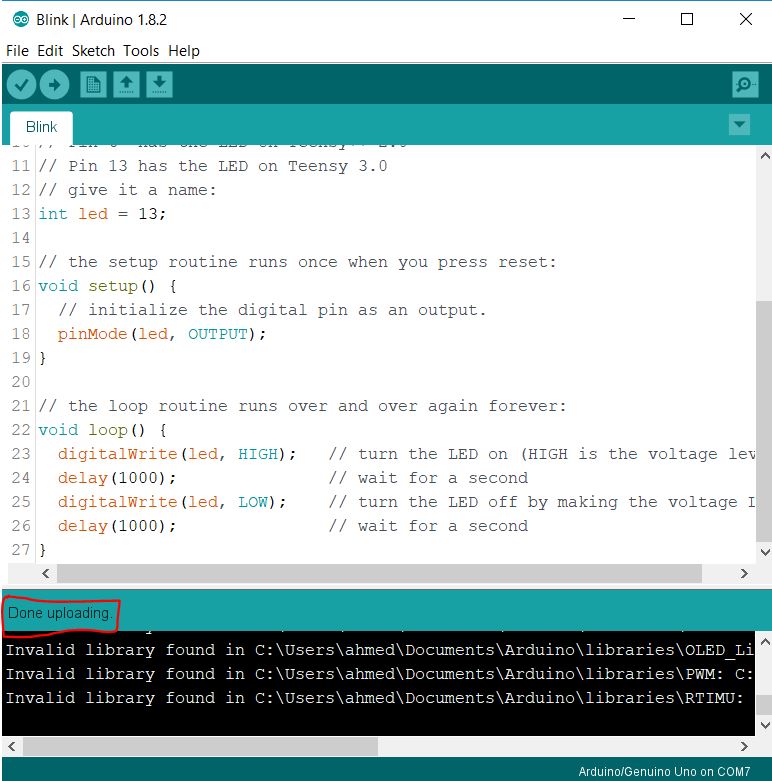 Blink | Arduino 1.8.2
File Edit Sketch Tools Help
Blink
11 // Pin 13 has the LED on Teensy 3.0
12 // give it a name:
13 int led = 13;
14
15 // the setup routine runs once when you press reset:
16 void setup() {
17 // initialize the digital pin as an output.
18 pinMode(led, OUTPUT);
19 }
20
21 // the loop routine runs over and over again forever:
22 void loop() {
23 digitalWrite(led, HIGH); // turn the LED on (HIGH is the voltage lev
24 delay(1000); // wait for a second
25 digitalWrite(led, LOW); // turn the LED off by making the voltage L
26 delay(1000); // wait for a second
27 }
Done uploading.
Invalid library found in C:\Users\ahmed\Documents\Arduino\libraries\OLED_Li
Invalid library found in C:\Users\ahmed\Documents\Arduino\libraries\PWM: C:
Invalid library found in C:\Users\ahmed\Documents\Arduino\libraries\RTIMU:
Arduino/Genuino Uno on COM7